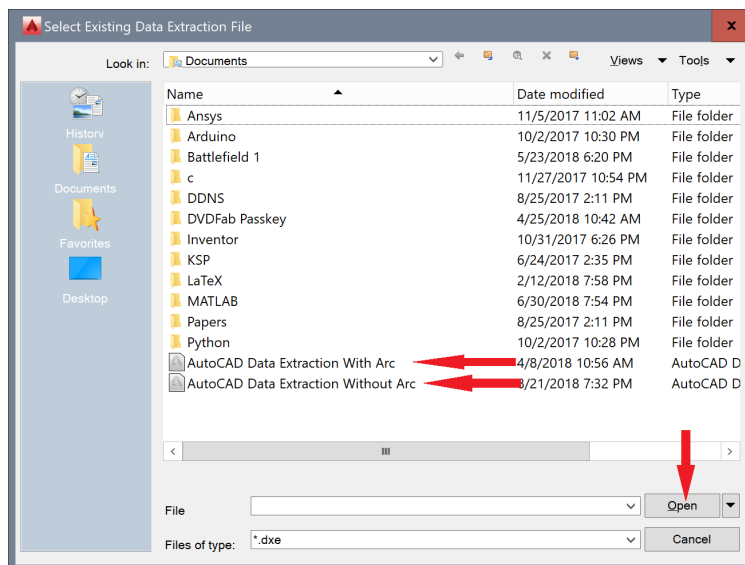 Select Existing Data Extraction File x
Look in: Documents Views Tools
History
Documents
Favorites
Desktop
Name Date modified Type
Ansys 11/5/2017 11:02 AM File folder
Arduino 10/2/2017 10:30 PM File folder
Battlefield 1 5/23/2018 6:20 PM File folder
c 11/27/2017 10:54 PM File folder
DDNS 8/25/2017 2:11 PM File folder
DVDFab Passkey 4/25/2018 10:42 AM File folder
Inventor 10/31/2017 6:26 PM File folder
KSP 6/24/2017 2:35 PM File folder
LaTeX 2/12/2018 7:58 PM File folder
MATLAB 6/30/2018 7:54 PM File folder
Papers 8/25/2017 2:11 PM File folder
Python 10/2/2017 10:28 PM File folder
AutoCAD Data Extraction With Arc 4/8/2018 10:56 AM AutoCAD D
AutoCAD Data Extraction Without Arc /21/2018 7:32 PM AutoCAD D
File Open
Files of type: *.dxe Cancel